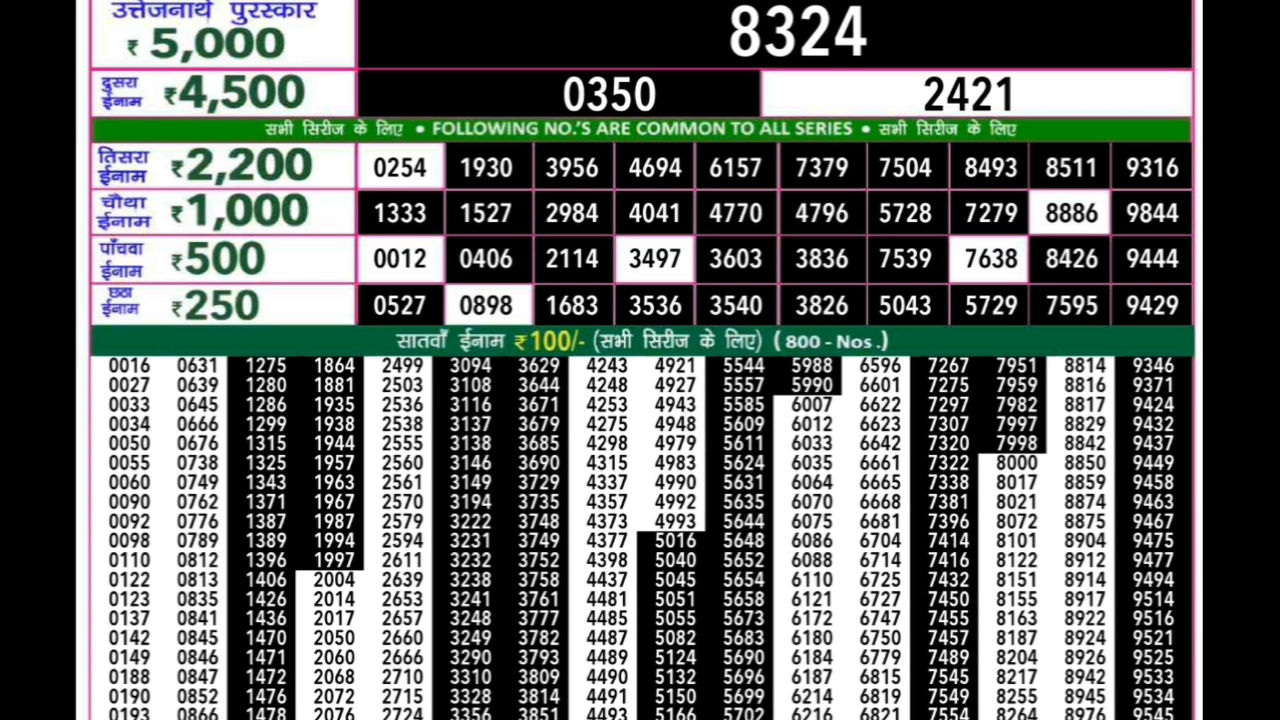 उत्तेजनार्थ पुरस्कार
₹ 5,000 8324
दुसरा ईनाम ₹4,500 0350 2421
सभी सिरीज के लिए • FOLLOWING NO.'S ARE COMMON TO ALL SERIES • सभी सिरीज के लिए
तिसरा ईनाम ₹2,200 0254 1930 3956 4694 6157 7379 7504 8493 8511 9316
चौथा ईनाम ₹1,000 1333 1527 2984 4041 4770 4796 5728 7279 8886 9844
पाँचवा ईनाम ₹500 0012 0406 2114 3497 3603 3836 7539 7638 8426 9444
छठा ईनाम ₹250 0527 0898 1683 3536 3540 3826 5043 5729 7595 9429
सातवाँ ईनाम ₹100/- (सभी सिरीज के लिए) (800 - Nos.)
0016 0631 1275 1864 2499 3094 3629 4243 4921 5544 5988 6596 7267 7951 8814 9346
0027 0639 1280 1881 2503 3108 3644 4248 4927 5557 5990 6601 7275 7959 8816 9371
0033 0645 1286 1935 2536 3116 3671 4253 4943 5585 6007 6622 7297 7982 8817 9424
0034 0666 1299 1938 2538 3137 3679 4275 4948 5609 6012 6623 7307 7997 8829 9432
0050 0676 1315 1944 2555 3138 3685 4298 4979 5611 6033 6642 7320 7998 8842 9437
0055 0738 1325 1957 2560 3146 3690 4315 4983 5624 6035 6661 7322 8000 8850 9449
0060 0749 1343 1963 2561 3149 3729 4337 4990 5631 6064 6665 7338 8017 8859 9458
0090 0762 1371 1967 2570 3194 3735 4357 4992 5635 6070 6668 7381 8021 8874 9463
0092 0776 1387 1987 2579 3222 3748 4373 4993 5644 6075 6681 7396 8072 8875 9467
0098 0789 1389 1994 2594 3231 3749 4377 5016 5648 6086 6704 7414 8101 8904 9475
0110 0812 1396 1997 2611 3232 3752 4398 5040 5652 6088 6714 7416 8122 8912 9477
0122 0813 1406 2004 2639 3238 3758 4437 5045 5654 6110 6725 7432 8151 8914 9494
0123 0835 1426 2014 2653 3241 3761 4481 5051 5658 6121 6727 7450 8155 8917 9514
0137 0841 1436 2017 2657 3248 3777 4485 5055 5673 6172 6747 7455 8163 8922 9516
0142 0845 1470 2050 2660 3249 3782 4487 5082 5683 6180 6750 7457 8187 8924 9521
0149 0846 1471 2060 2666 3290 3793 4489 5124 5690 6184 6779 7489 8204 8926 9525
0188 0847 1472 2068 2710 3310 3809 4490 5132 5696 6187 6815 7545 8217 8942 9533
0190 0852 1476 2072 2715 3328 3814 4491 5150 5699 6214 6819 7549 8255 8945 9534
0193 0866 1478 2076 2724 3356 3851 4493 5166 5702 6216 6821 7554 8264 8976 9545